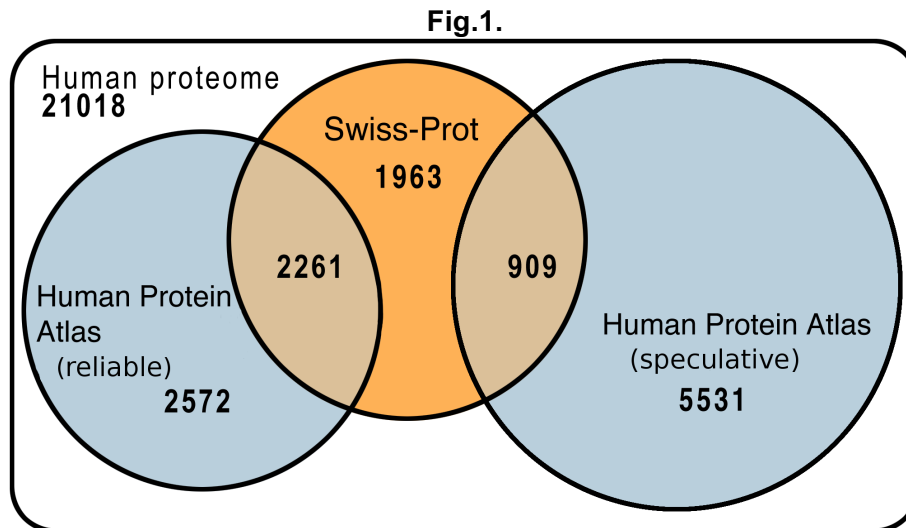 Fig.1.
Human proteome
21018
Swiss-Prot
1963
2261
909
Human Protein
Atlas
(reliable)
2572
Human Protein Atlas
(speculative)
5531